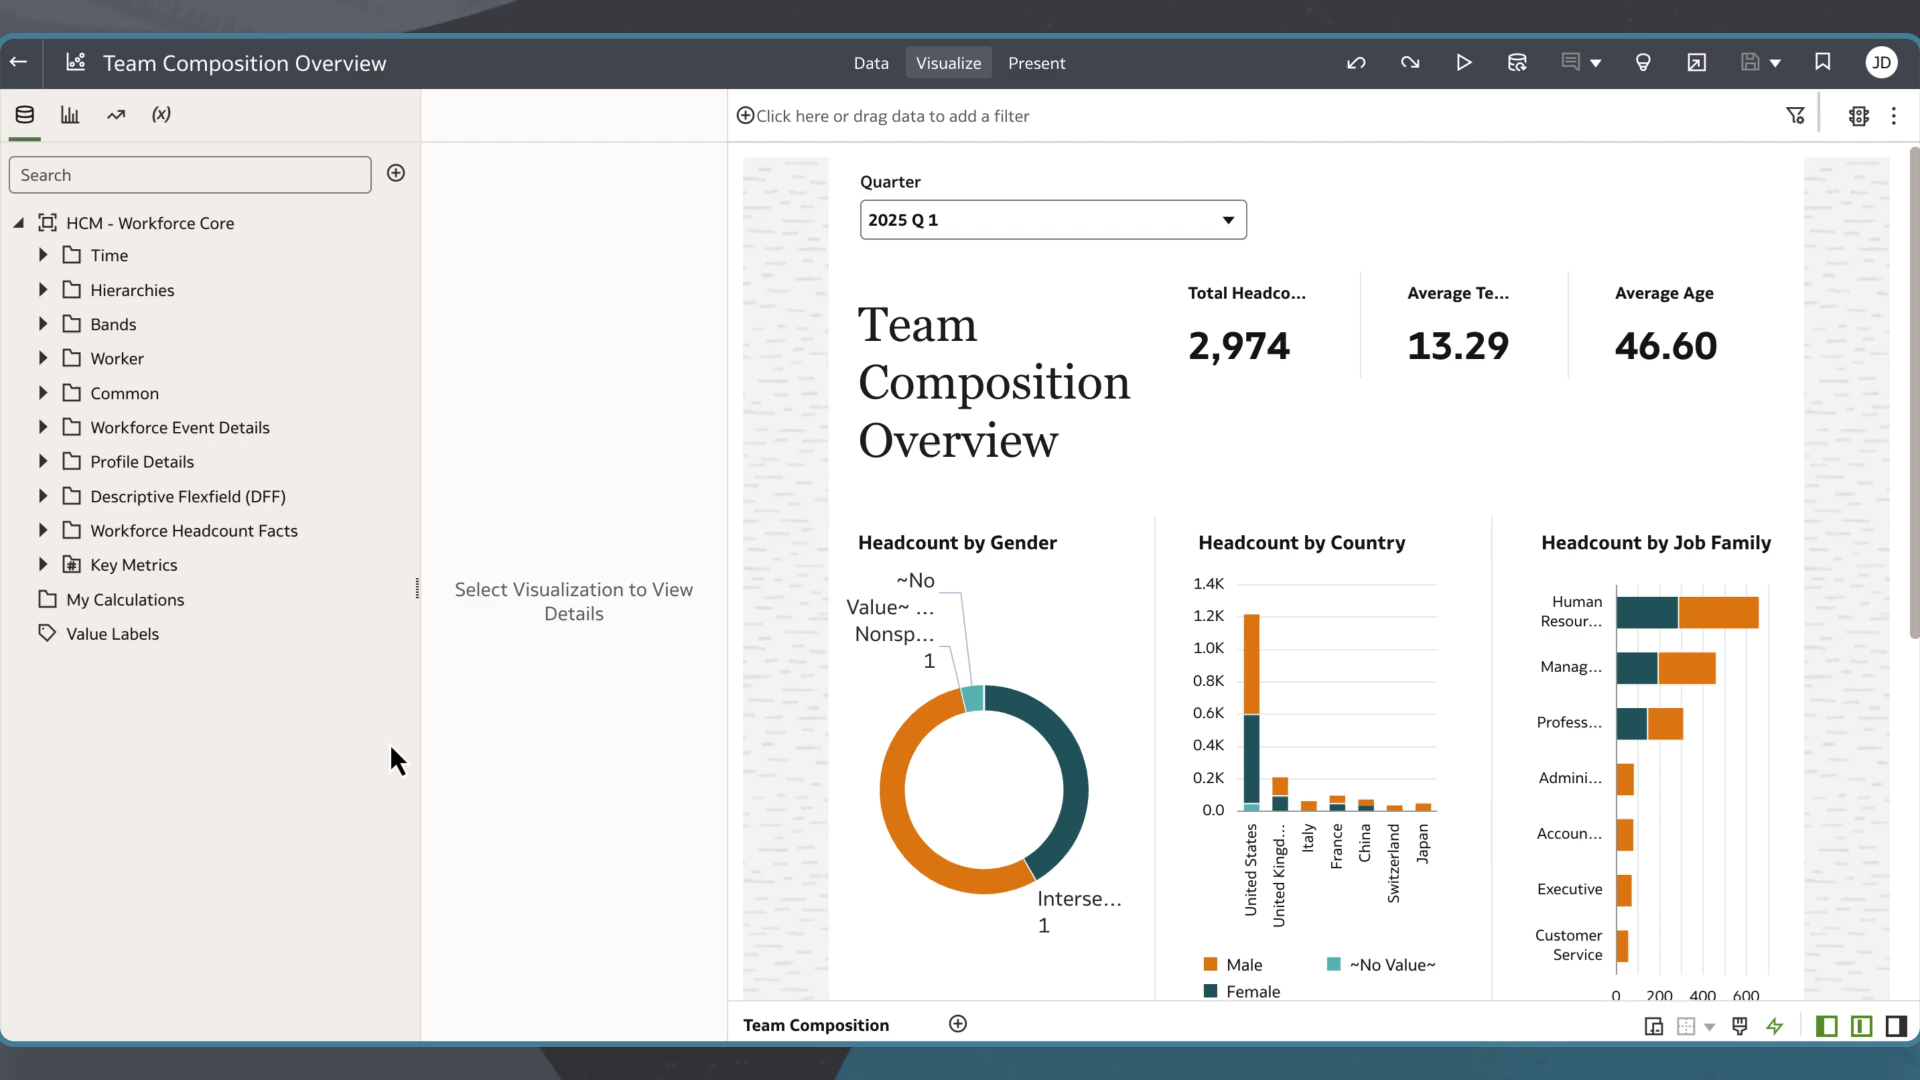 Team Composition Overview
Data
Visualize
Present
JD
(x)
Click here or drag data to add a filter
Search
HCM - Workforce Core
Time
Hierarchies
Bands
Worker
Common
Workforce Event Details
Profile Details
Descriptive Flexfield (DFF)
Workforce Headcount Facts
Key Metrics
My Calculations
Value Labels
Select Visualization to View
Details
Quarter
2025 Q 1
Team
Composition
Overview
Total Headco...
2,974
Average Te...
13.29
Average Age
46.60
Headcount by Gender
~No
Value~ ...
Nonsp...
1
Interse...
1
Headcount by Country
1.4K
1.2K
1.0K
0.8K
0.6K
0.4K
0.2K
0.0
United States
United Kingd...
Italy
France
China
Switzerland
Japan
Male
~No Value~
Female
Headcount by Job Family
Human
Resour...
Manag...
Profess...
Admini...
Accoun...
Executive
Customer
Service
0 200 400 600
Team Composition